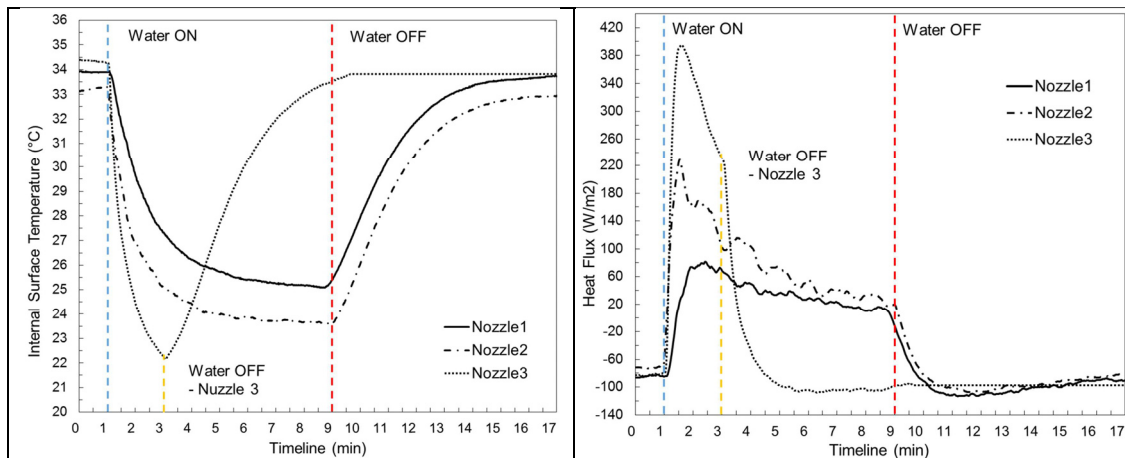 36
35
34
33
32
31
30
29
28
27
26
25
24
23
22
21
20
Internal Surface Temperature (°C)
Water ON
Water OFF
Nozzle1
Nozzle2
Nozzle3
Water OFF
- Nuzzle 3
0 1 2 3 4 5 6 7 8 9 10 11 12 13 14 15 16 17
Timeline (min)
420
380
340
300
260
220
180
140
100
60
20
-20
-60
-100
-140
Heat Flux (W/m2)
Water ON
Water OFF
Nozzle1
Nozzle2
Nozzle3
Water OFF
- Nozzle 3
0 1 2 3 4 5 6 7 8 9 10 11 12 13 14 15 16 17
Timeline (min)